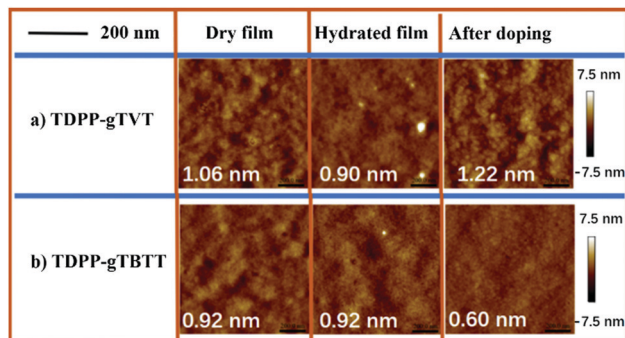 200 nm
Dry film
Hydrated film
After doping
a) TDPP-gTVT
1.06 nm
0.90 nm
1.22 nm
7.5 nm
-7.5 nm
b) TDPP-gTBTT
0.92 nm
0.92 nm
0.60 nm
7.5 nm
-7.5 nm